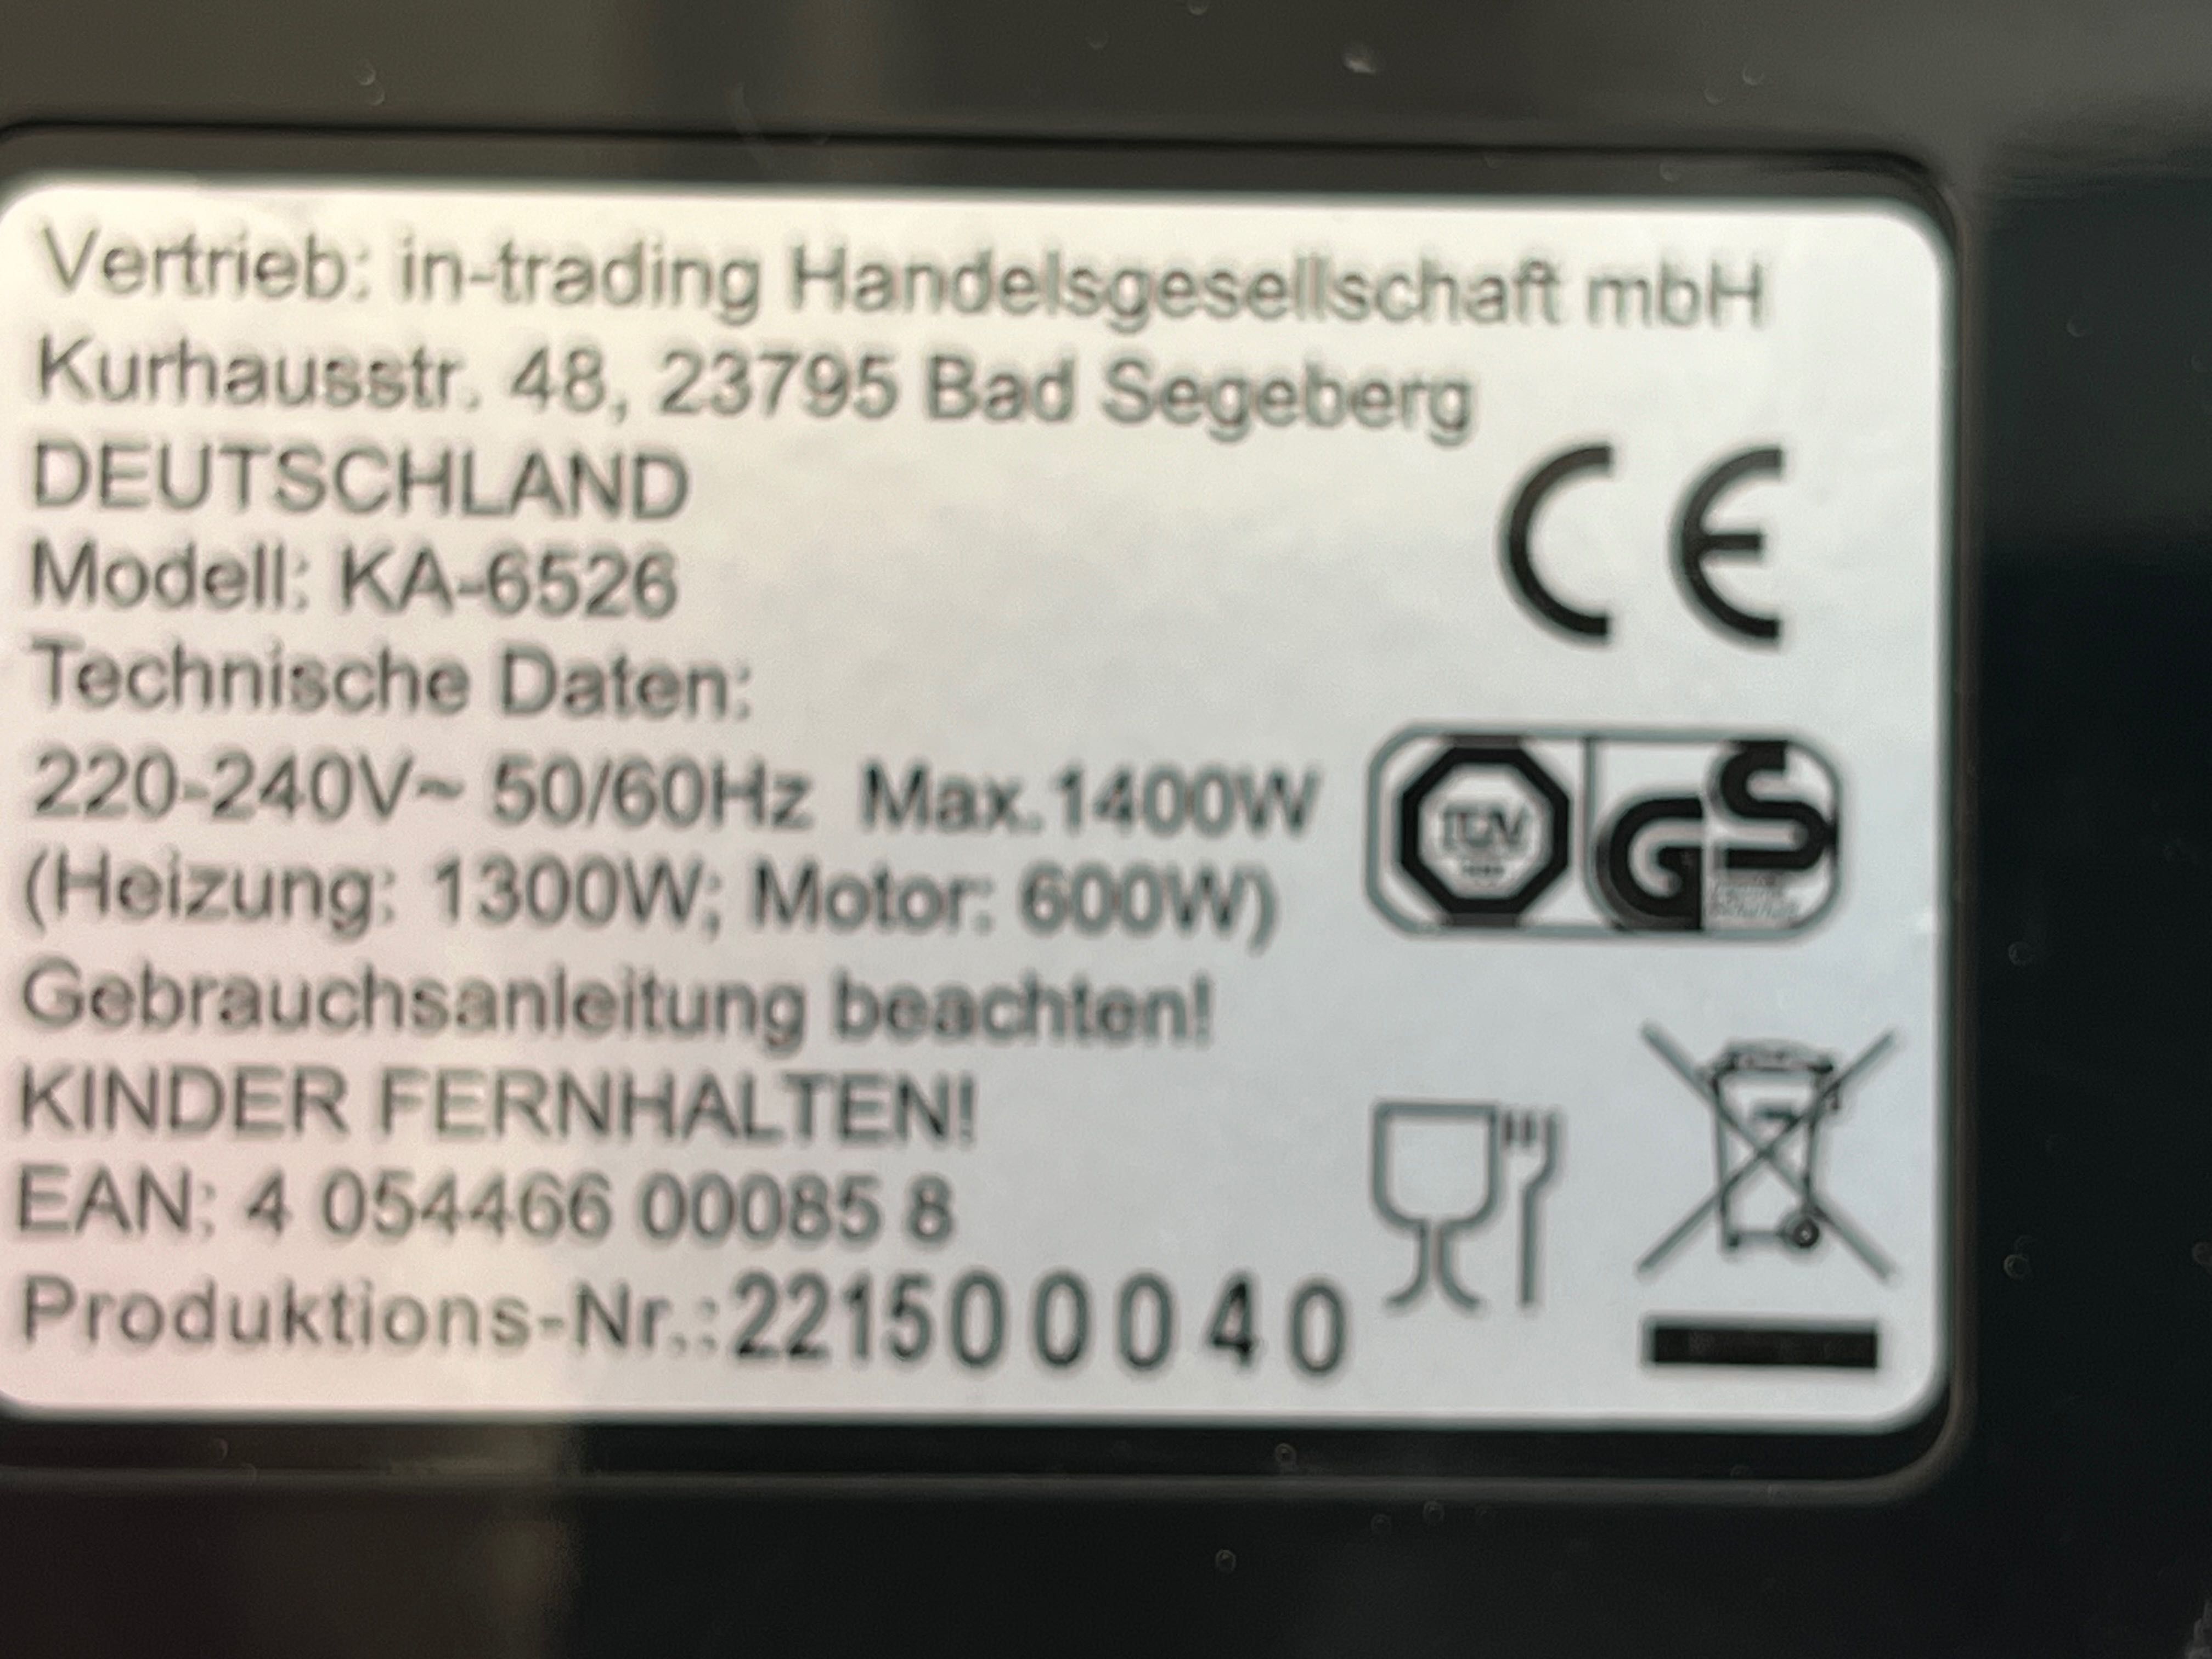 Vertrieb: in-trading Handelsgesellschaft mbH
Kurhausstr. 48, 23795 Bad Segeberg
DEUTSCHLAND
Modell: KA-6526
Technische Daten:
220-240V~ 50/60Hz Max.1400W
(Heizung: 1300W; Motor: 600W)
Gebrauchsanleitung beachten!
KINDER FERNHALTEN!
EAN: 4 054466 00085 8
Produktions-Nr.:221500040
CE
TÜV
GS